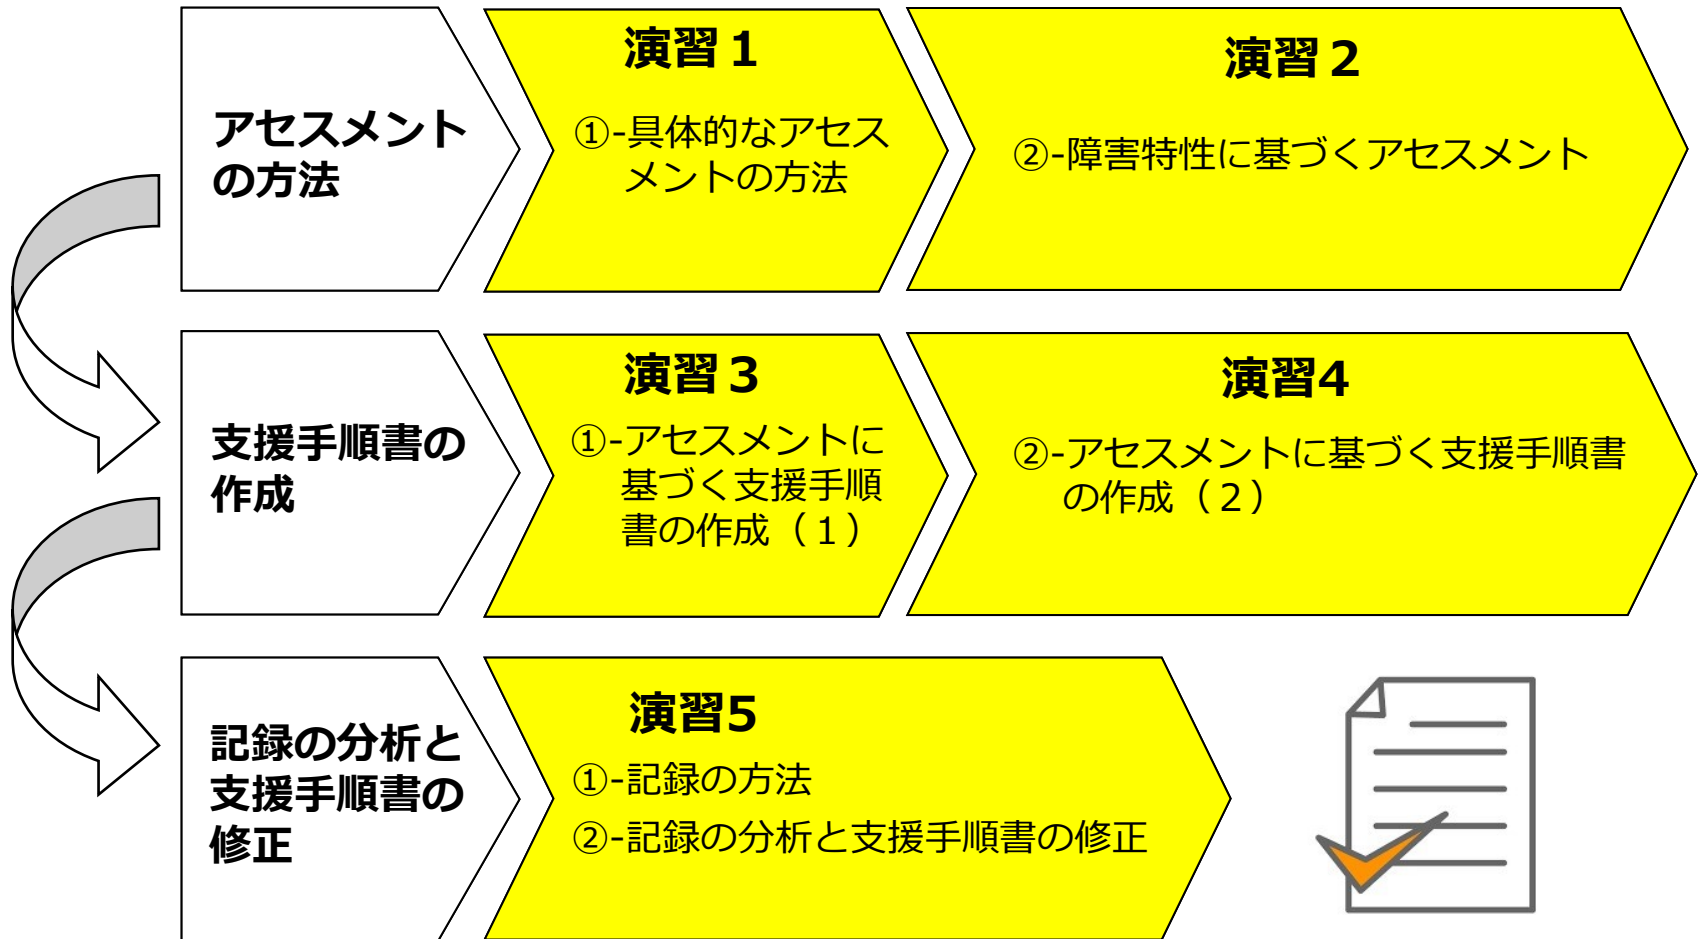 アセスメント
の方法
演習１
①-具体的なアセス
メントの方法
演習２
②-障害特性に基づくアセスメント
支援手順書の
作成
演習３
①-アセスメントに
基づく支援手順
書の作成（１）
演習4
②-アセスメントに基づく支援手順書
の作成（２）
記録の分析と
支援手順書の
修正
演習5
①-記録の方法
②-記録の分析と支援手順書の修正